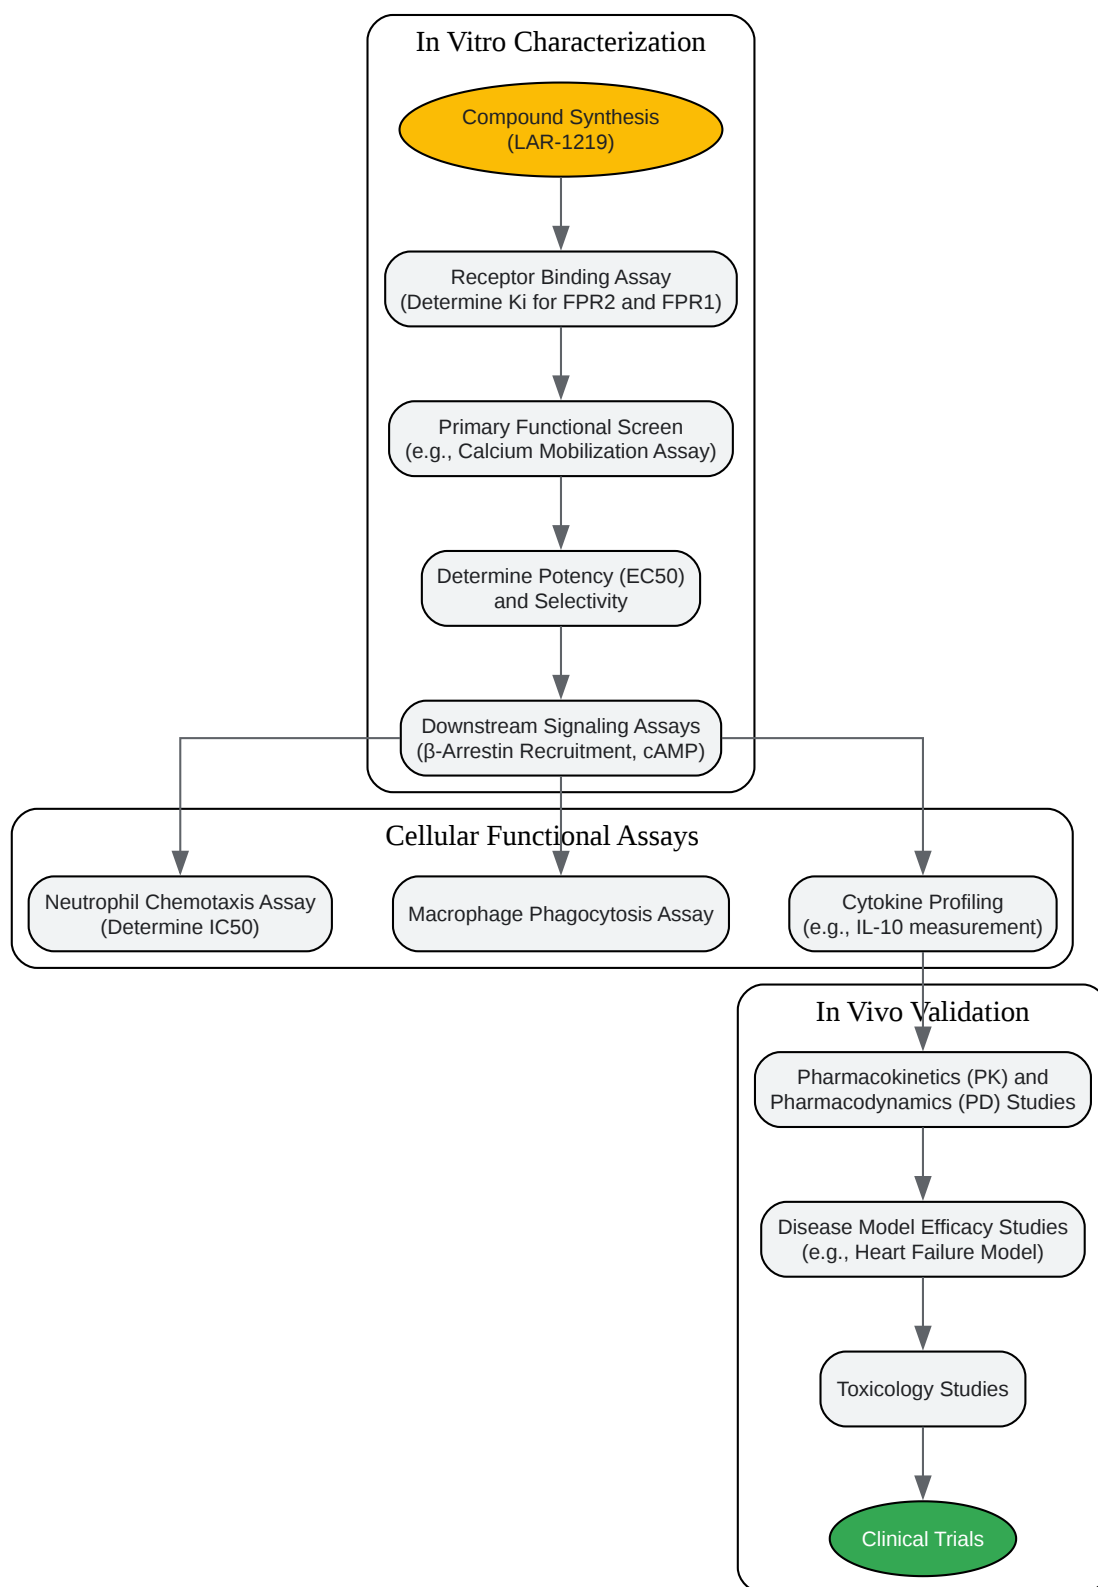 In Vitro Characterization
Compound Synthesis
(LAR-1219)
Receptor Binding Assay
(Determine Ki for FPR2 and FPR1)
Primary Functional Screen
(e.g., Calcium Mobilization Assay)
Determine Potency (EC50)
and Selectivity
Downstream Signaling Assays
(β-Arrestin Recruitment, cAMP)
Cellular Functional Assays
Neutrophil Chemotaxis Assay
(Determine IC50)
Macrophage Phagocytosis Assay
Cytokine Profiling
(e.g., IL-10 measurement)
In Vivo Validation
Pharmacokinetics (PK) and
Pharmacodynamics (PD) Studies
Disease Model Efficacy Studies
(e.g., Heart Failure Model)
Toxicology Studies
Clinical Trials